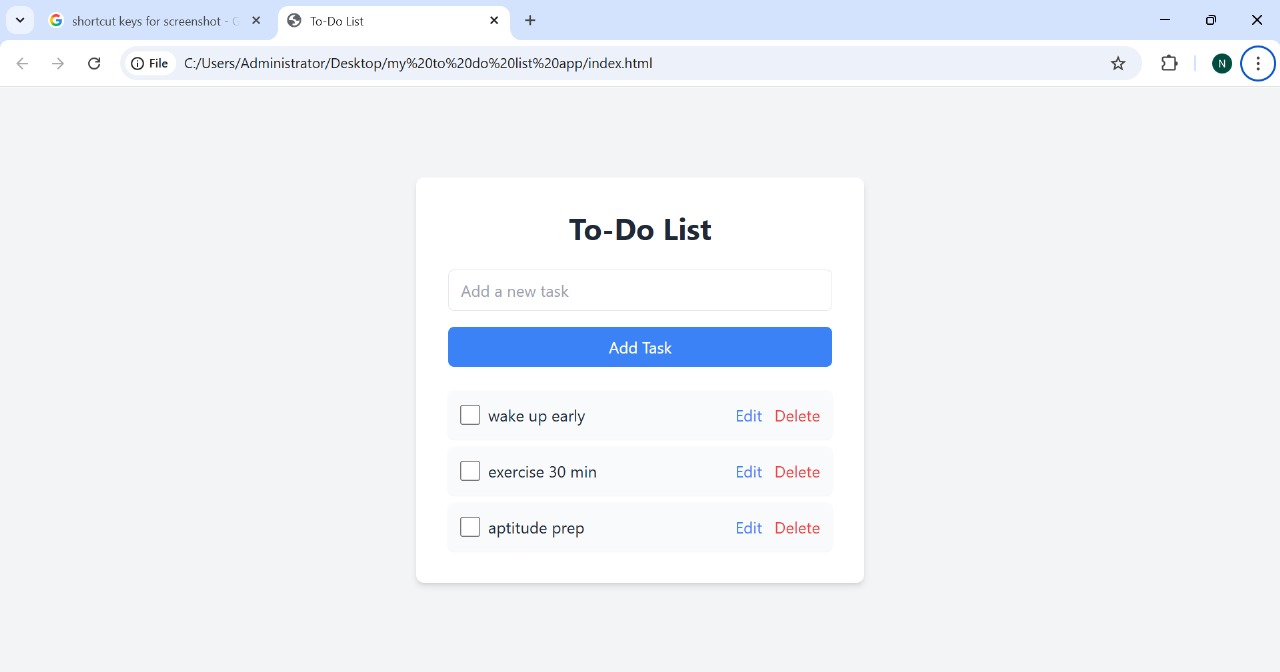 shortcut keys for screenshot -
To-Do List
File
C:/Users/Administrator/Desktop/my%20to%20do%20list%20app/index.html
N
To-Do List
Add a new task
Add Task
wake up early Edit Delete
exercise 30 min Edit Delete
aptitude prep Edit Delete